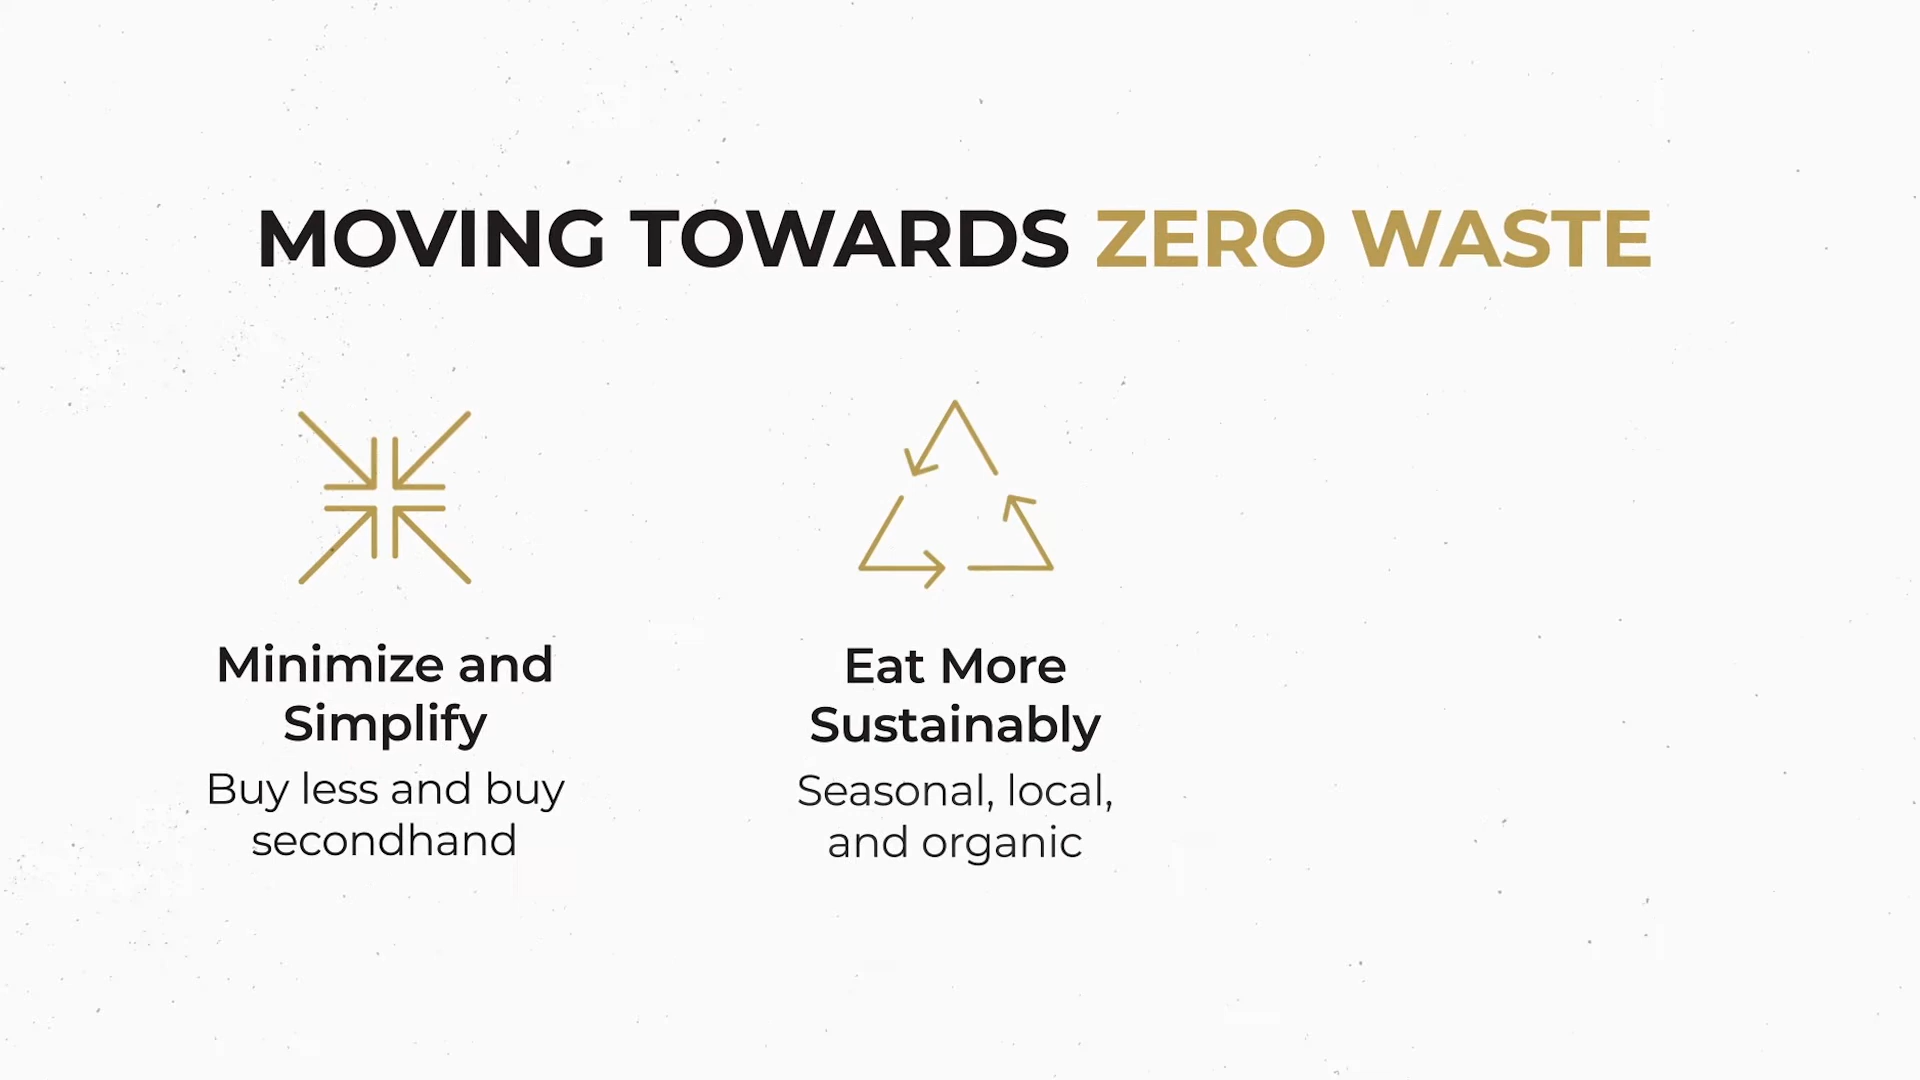 MOVING TOWARDS ZERO WASTE
Minimize and
Simplify
Buy less and buy
secondhand
Eat More
Sustainably
Seasonal, local,
and organic